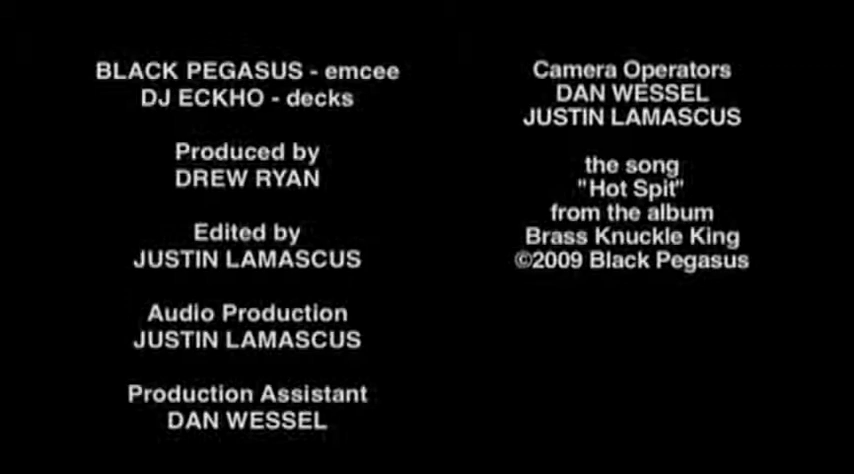 BLACK PEGASUS - emcee
DJ ECKHO - decks
Produced by
DREW RYAN
Edited by
JUSTIN LAMASCUS
Audio Production
JUSTIN LAMASCUS
Production Assistant
DAN WESSEL
Camera Operators
DAN WESSEL
JUSTIN LAMASCUS
the song
"Hot Spit"
from the album
Brass Knuckle King
©2009 Black Pegasus